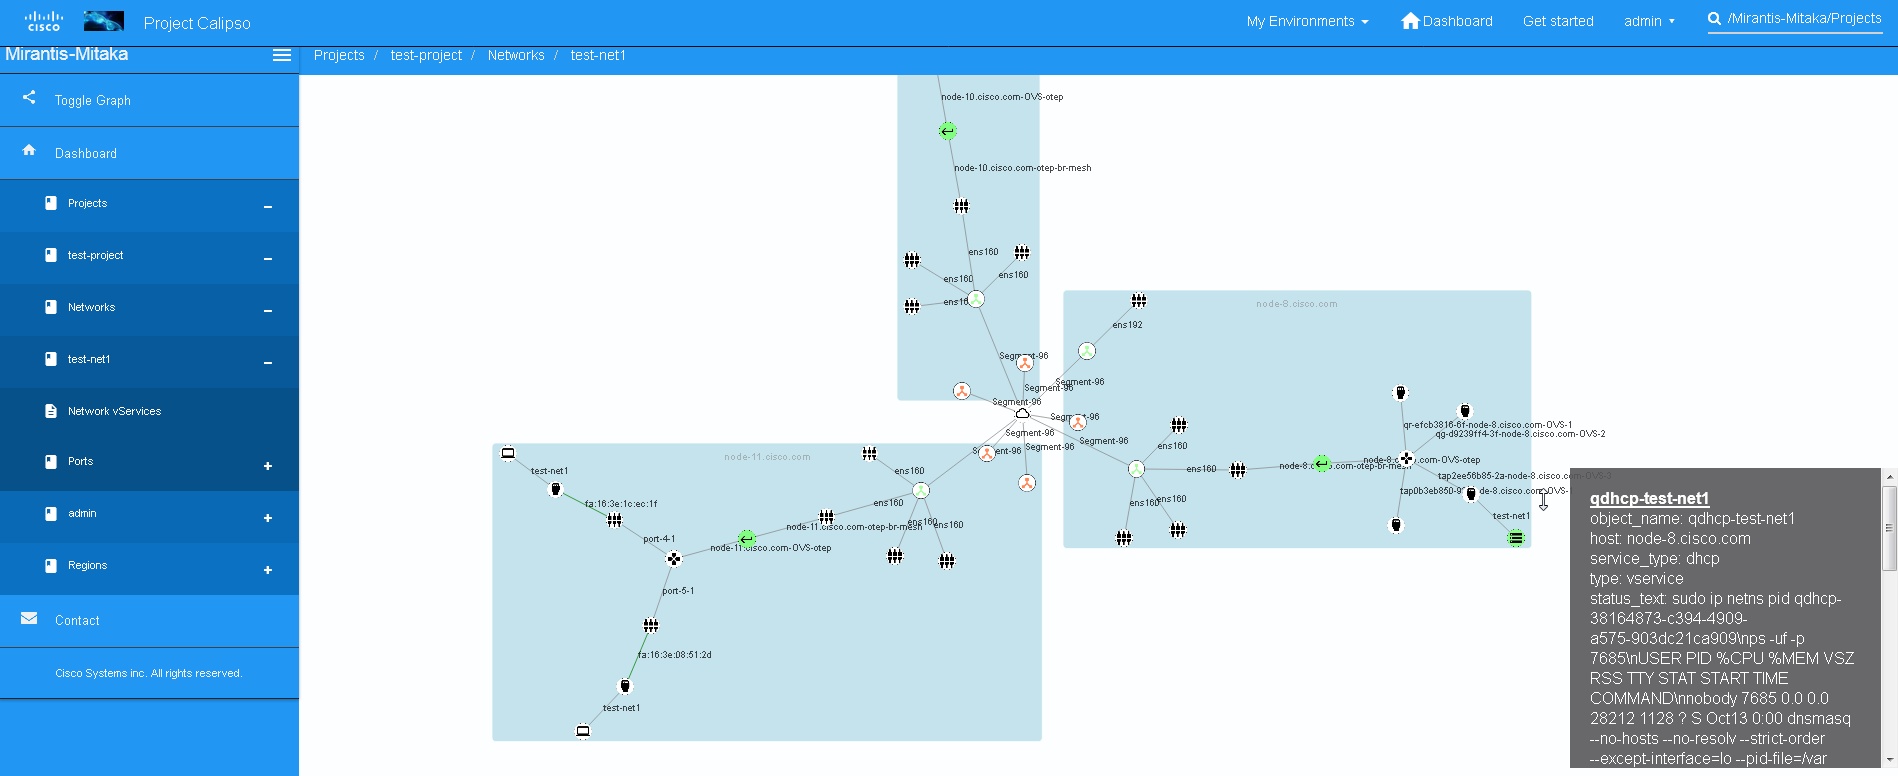 cisco
Project Calipso
My Environments
Dashboard
Get started
admin
/Mirantis-Mitaka/Projects
Mirantis-Mitaka
Projects / test-project / Networks / test-net1
Toggle Graph
Dashboard
Projects
test-project
Networks
test-net1
Network vServices
Ports
admin
Regions
Contact
Cisco Systems inc. All rights reserved.
node-10.cisco.com-OVS-otep
node-10.cisco.com-otep-br-mesh
ens160
ens160
ens160
ens16
Segment-96
Segment-96
Segment-96
Segment-96
Segment-96
Segment-96
Segment-96
Segment-96
node-8.cisco.com
ens192
ens160
ens160
ens160
ens160
node-8.cisco.com-otep-br-mesh
node-8.cisco.com-OVS-otep
qr-efcb3816-6f-node-8.cisco.com-OVS-1
qg-d9239ff4-3f-node-8.cisco.com-OVS-2
tap2ee56b85-2a-node-8.cisco.com-OVS-3
test-net1
node-11.cisco.com
test-net1
fa:16:3e:1c:ec:1f
port-4-1
node-11.cisco.com-OVS-otep
node-11.cisco.com-otep-br-mesh
ens160
ens160
ens160
ens160
port-5-1
fa:16:3e:08:51:2d
test-net1
qdhcp-test-net1
object_name: qdhcp-test-net1
host: node-8.cisco.com
service_type: dhcp
type: vservice
status_text: sudo ip netns pid qdhcp-
38164873-c394-4909-
a575-903dc21ca909\nps -uf -p
7685\nUSER PID %CPU %MEM VSZ
RSS TTY STAT START TIME
COMMAND\nnobody 7685 0.0 0.0
28212 1128 ? S Oct13 0:00 dnsmasq
--no-hosts --no-resolv --strict-order
--except-interface=lo --pid-file=/var